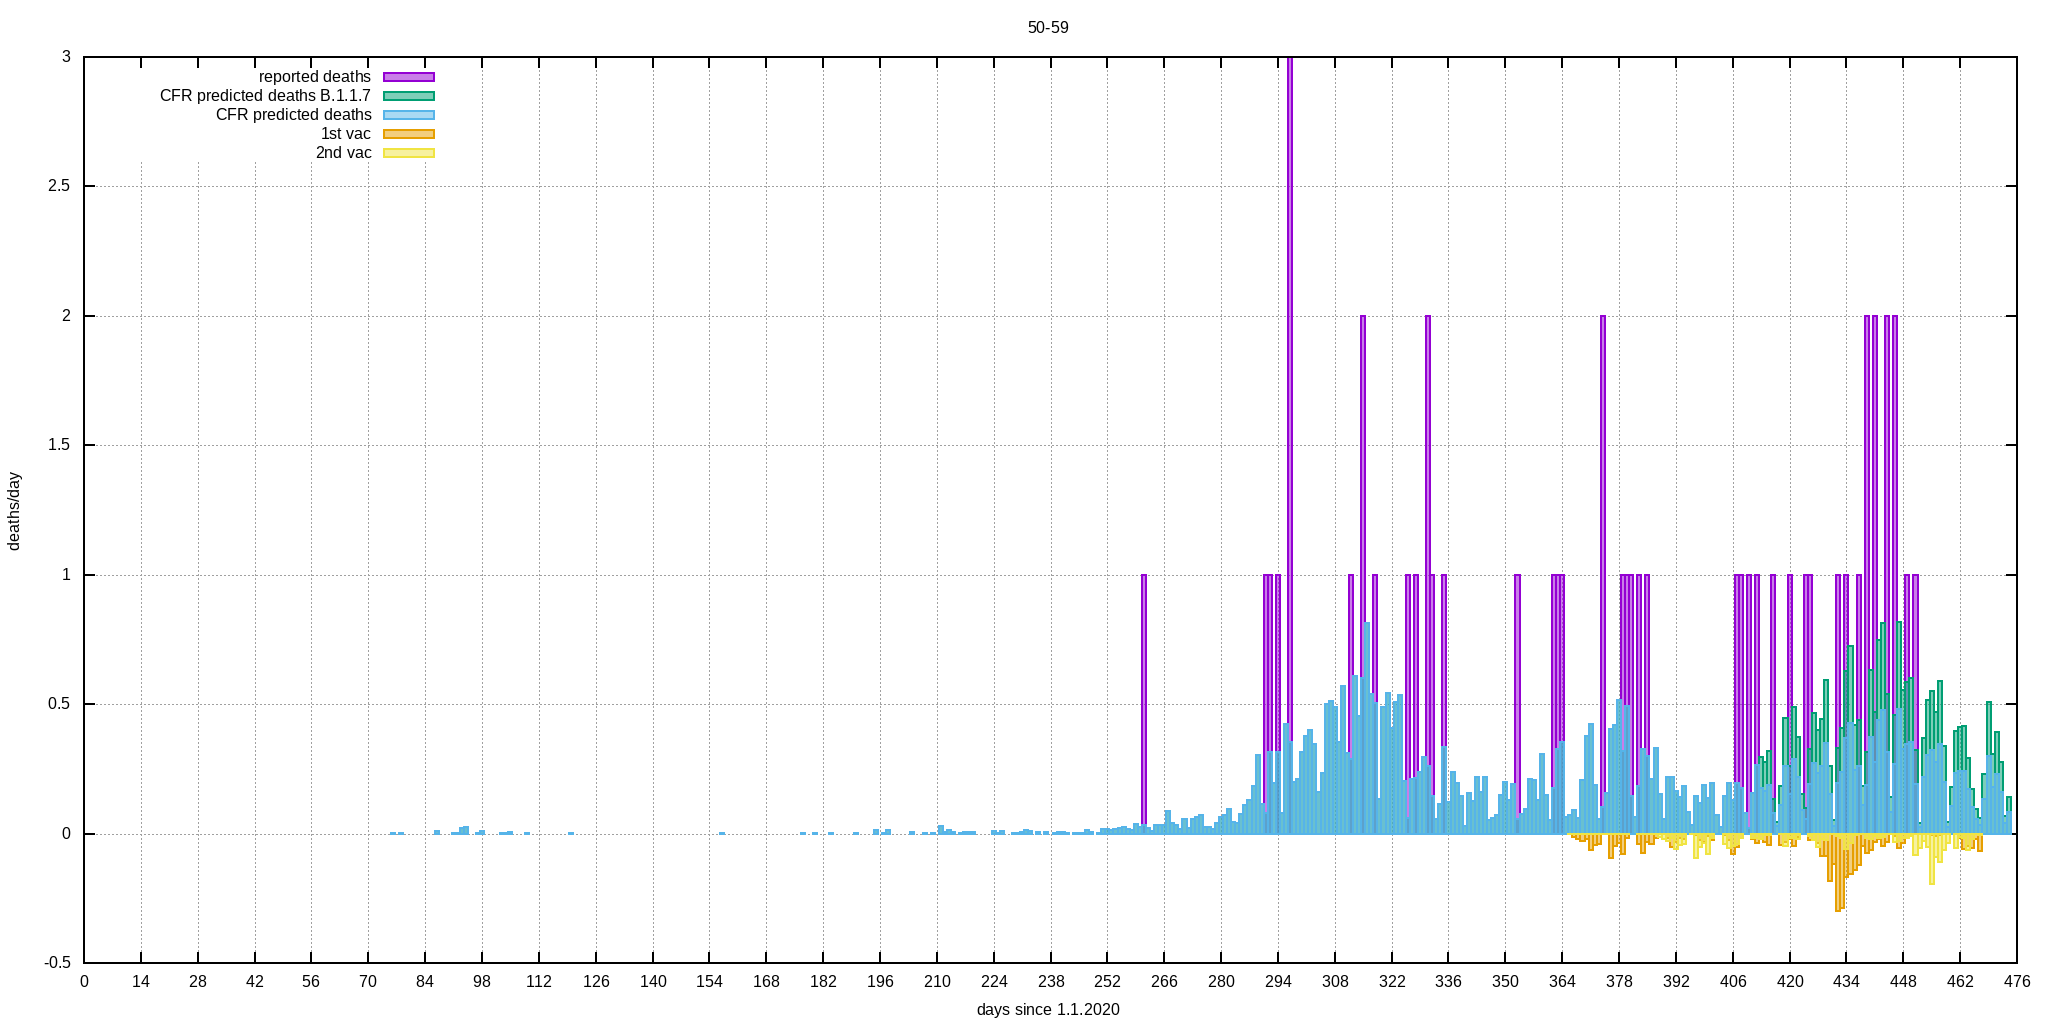 50-59
reported deaths
CFR predicted deaths B.1.1.7
CFR predicted deaths
1st vac
2nd vac
3
2.5
2
1.5
1
0.5
0
-0.5
deaths/day
0 14 28 42 56 70 84 98 112 126 140 154 168 182 196 210 224 238 252 266 280 294 308 322 336 350 364 378 392 406 420 434 448 462 476
days since 1.1.2020